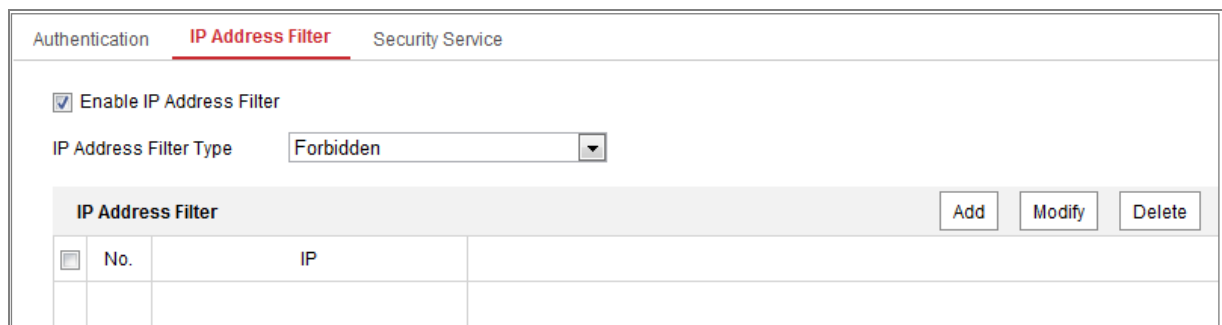 Authentication IP Address Filter Security Service
Enable IP Address Filter
IP Address Filter Type Forbidden
IP Address Filter Add Modify Delete
No. IP